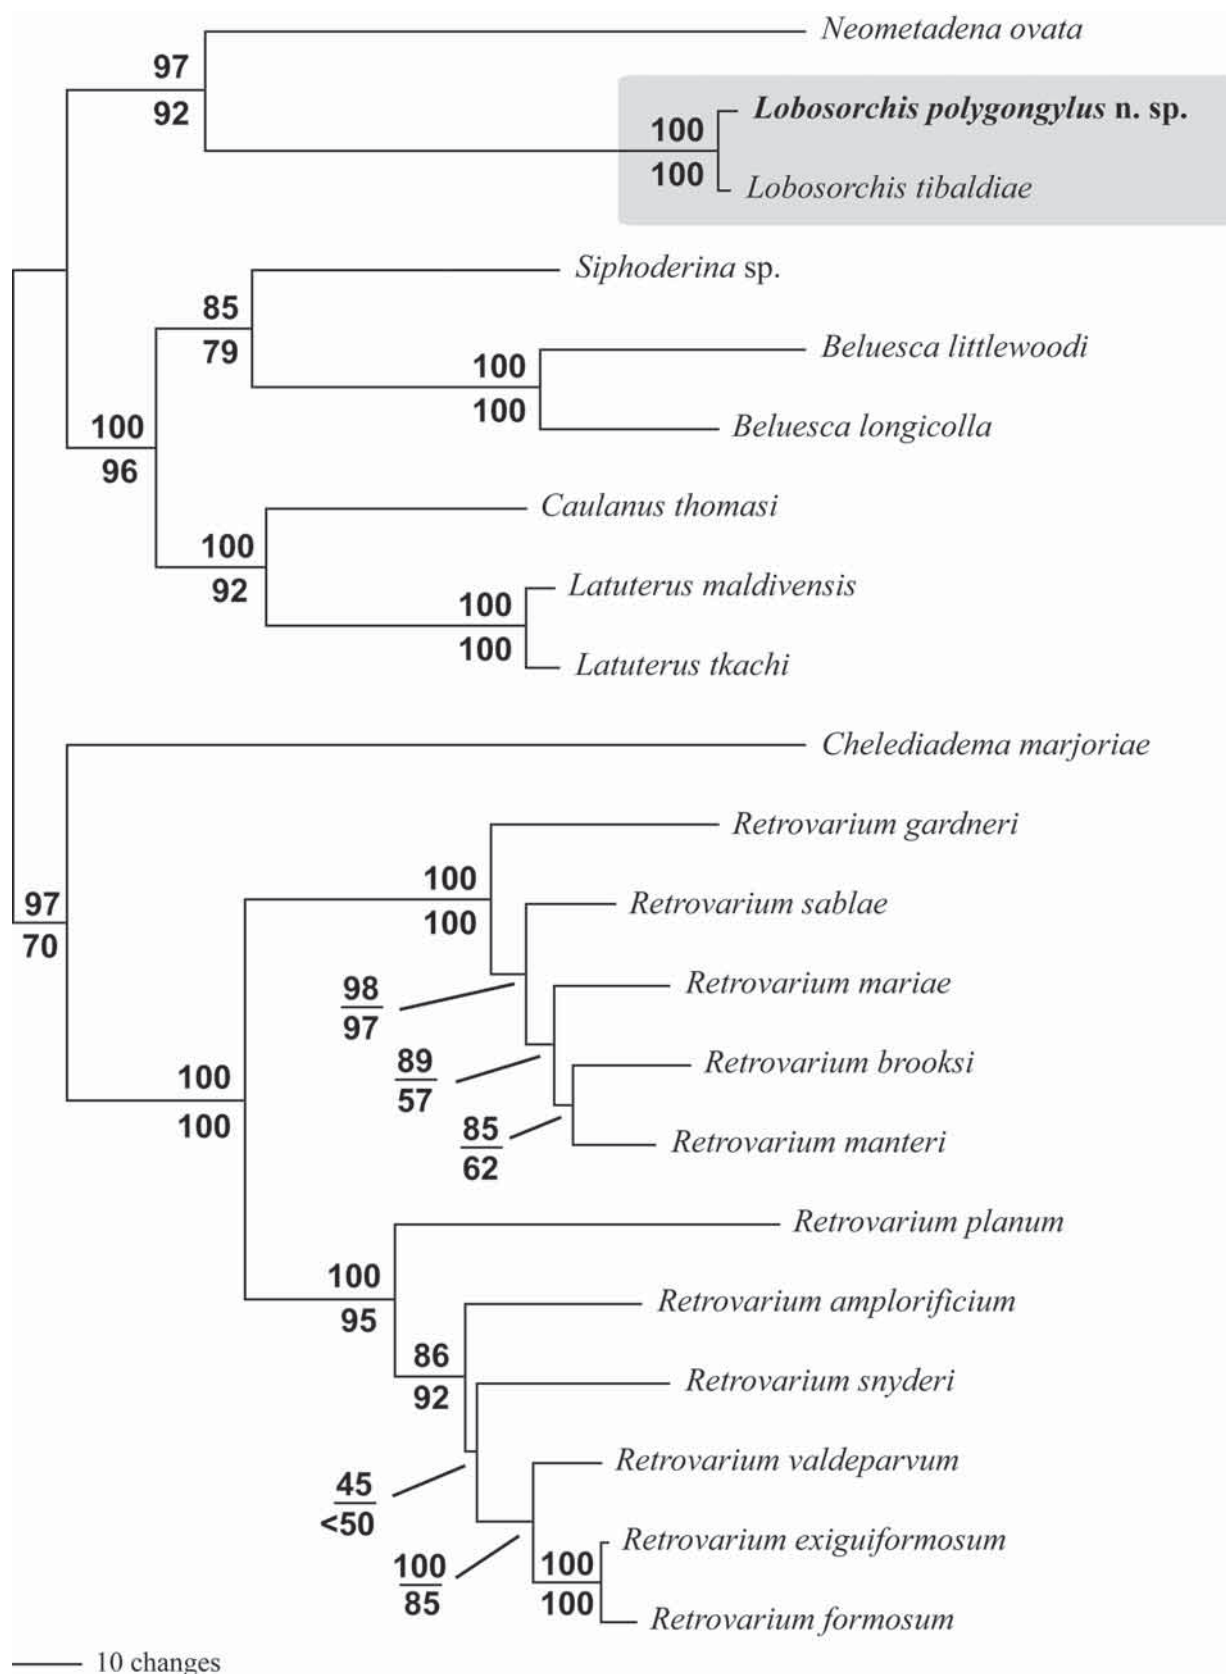 Neometadena ovata
97
92
Lobosorchis polygongylus n. sp.
100
100
Lobosorchis tibaldiae
Siphoderina sp.
85
79
Beluesca littlewoodi
100
100
Beluesca longicolla
100
96
Caulanus thomasi
100
92
Latuterus maldivensis
100
100
Latuterus tkachi
Chelediadema marjoriae
Retrovarium gardneri
100
100
Retrovarium sablae
97
70
98
97
Retrovarium mariae
89
57
Retrovarium brooksi
100
100
85
62
Retrovarium manteri
Retrovarium planum
100
95
Retrovarium amplorificium
86
92
Retrovarium snyderi
Retrovarium valdeparvum
45
<50
Retrovarium exiguiformosum
100
85
100
100
Retrovarium formosum
10 changes